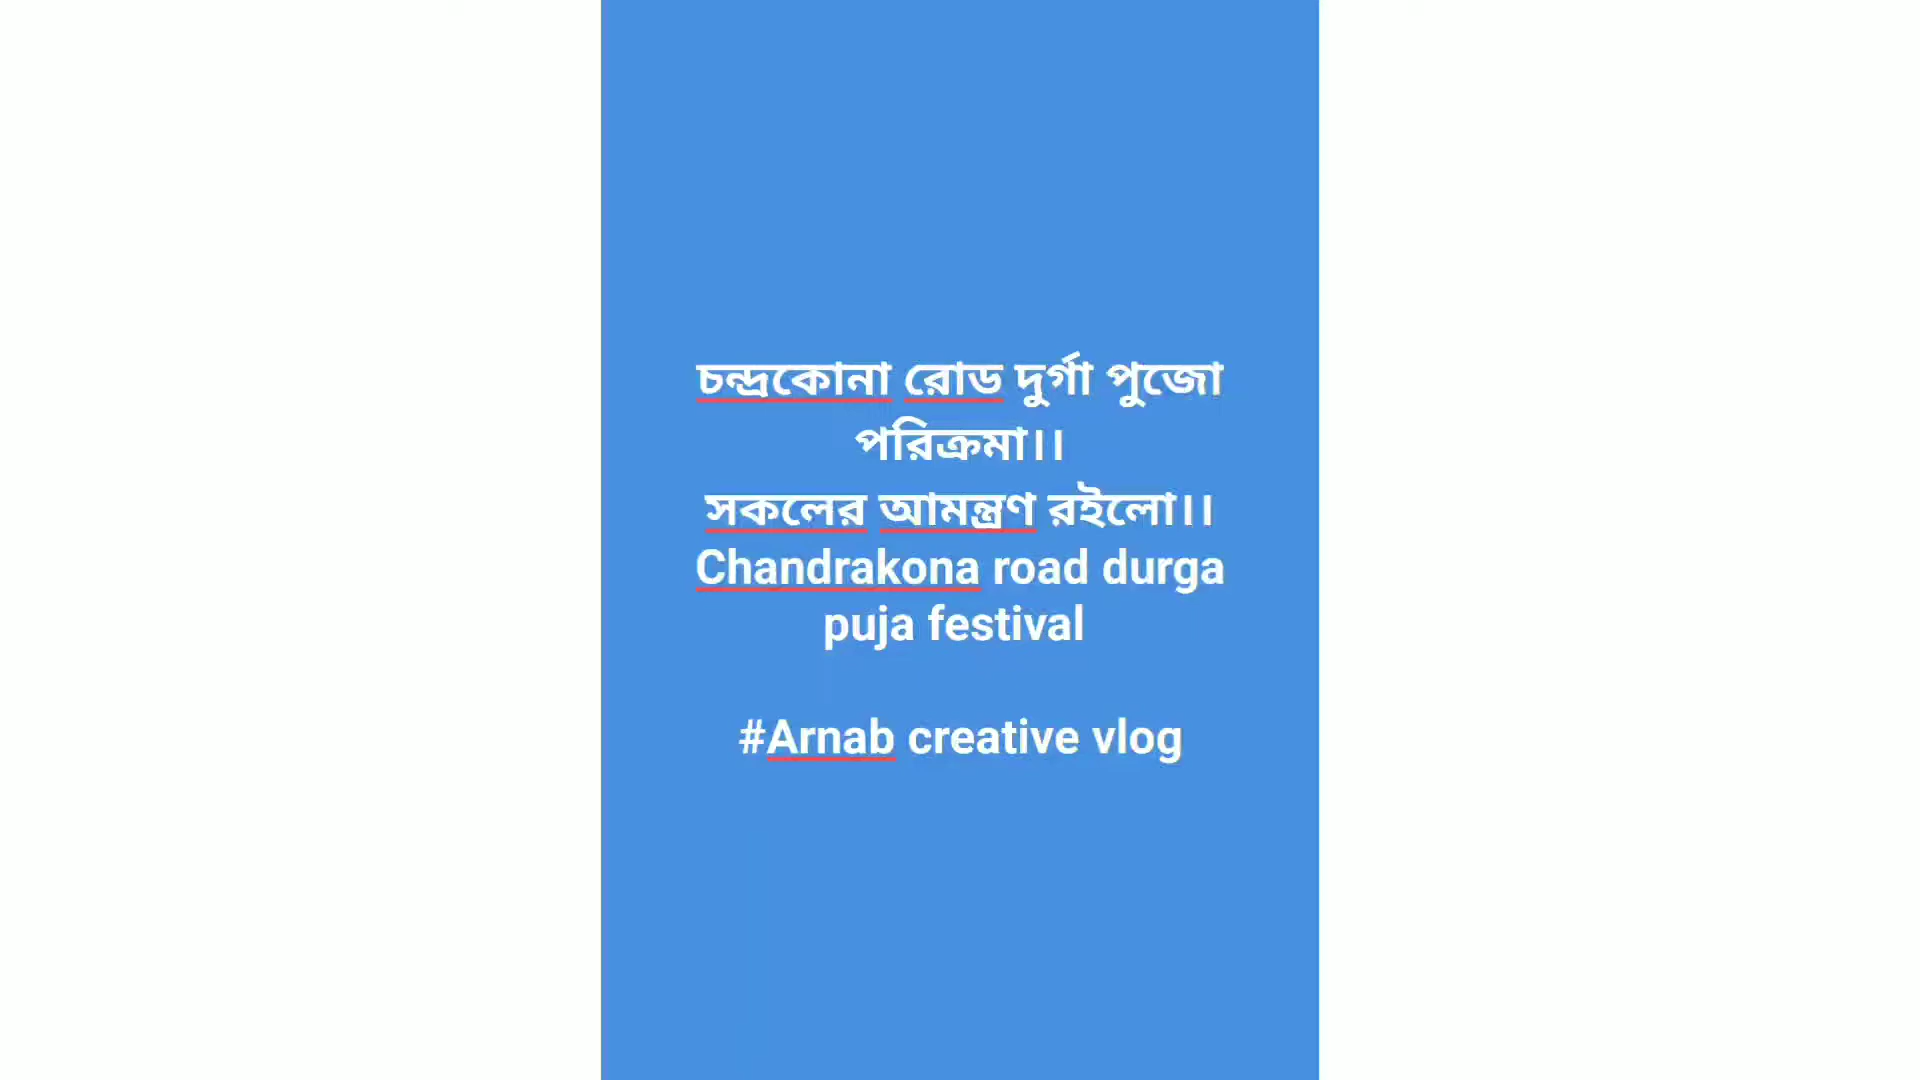 চন্দ্রকোনা রোড দুর্গা পুজো
পরিক্রমা।।
সকলের আমন্ত্রণ রইলো।।
Chandrakona road durga
puja festival
#Arnab creative vlog